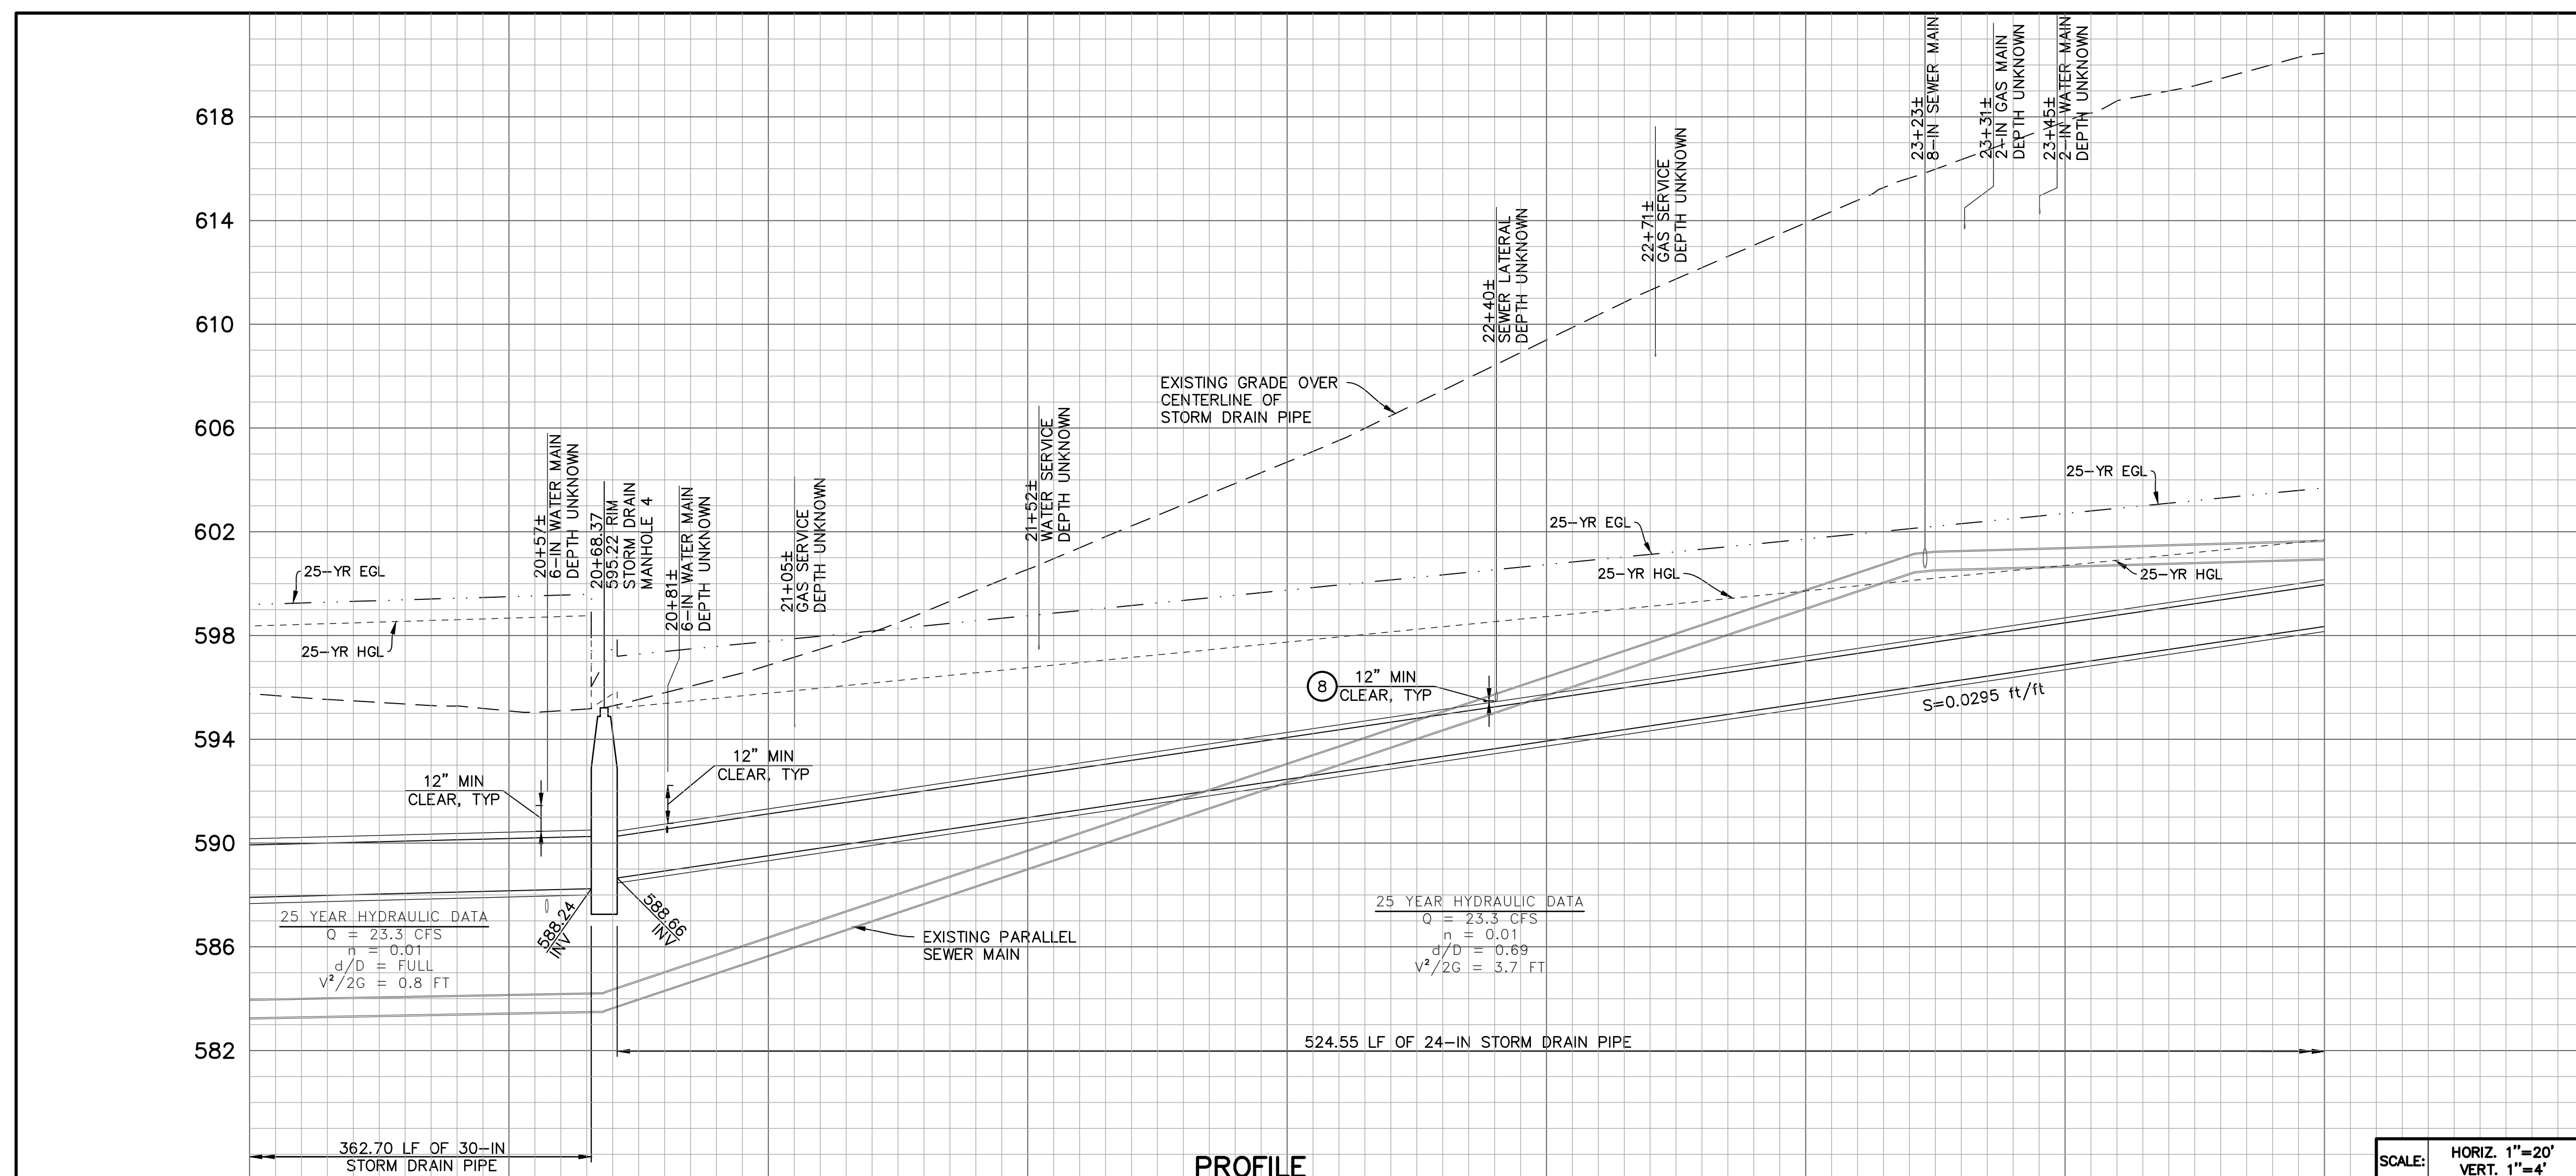 618
614
610
606
602
598
594
590
586
582
25-YR EGL
25-YR HGL
20+57±
6-IN WATER MAIN
DEPTH UNKNOWN
20+68.37
595.22 RIM
STORM DRAIN
MANHOLE 4
20+81±
6-IN WATER MAIN
DEPTH UNKNOWN
21+05±
GAS SERVICE
DEPTH UNKNOWN
21+52±
WATER SERVICE
DEPTH UNKNOWN
EXISTING GRADE OVER
CENTERLINE OF
STORM DRAIN PIPE
22+40±
SEWER LATERAL
DEPTH UNKNOWN
22+71±
GAS SERVICE
DEPTH UNKNOWN
23+23±
8-IN SEWER MAIN
23+31±
2-IN GAS MAIN
DEPTH UNKNOWN
23+45±
2-IN WATER MAIN
DEPTH UNKNOWN
25-YR EGL
25-YR HGL
25-YR EGL
25-YR HGL
12" MIN
CLEAR, TYP
12" MIN
CLEAR, TYP
8
12" MIN
CLEAR, TYP
S=0.0295 ft/ft
588.24
INV
588.66
INV
25 YEAR HYDRAULIC DATA
Q = 23.3 CFS
n = 0.01
d/D = FULL
V²/2G = 0.8 FT
EXISTING PARALLEL
SEWER MAIN
25 YEAR HYDRAULIC DATA
Q = 23.3 CFS
n = 0.01
d/D = 0.69
V²/2G = 3.7 FT
524.55 LF OF 24-IN STORM DRAIN PIPE
362.70 LF OF 30-IN
STORM DRAIN PIPE
PROFILE
SCALE:
HORIZ. 1"=20'
VERT. 1"=4'